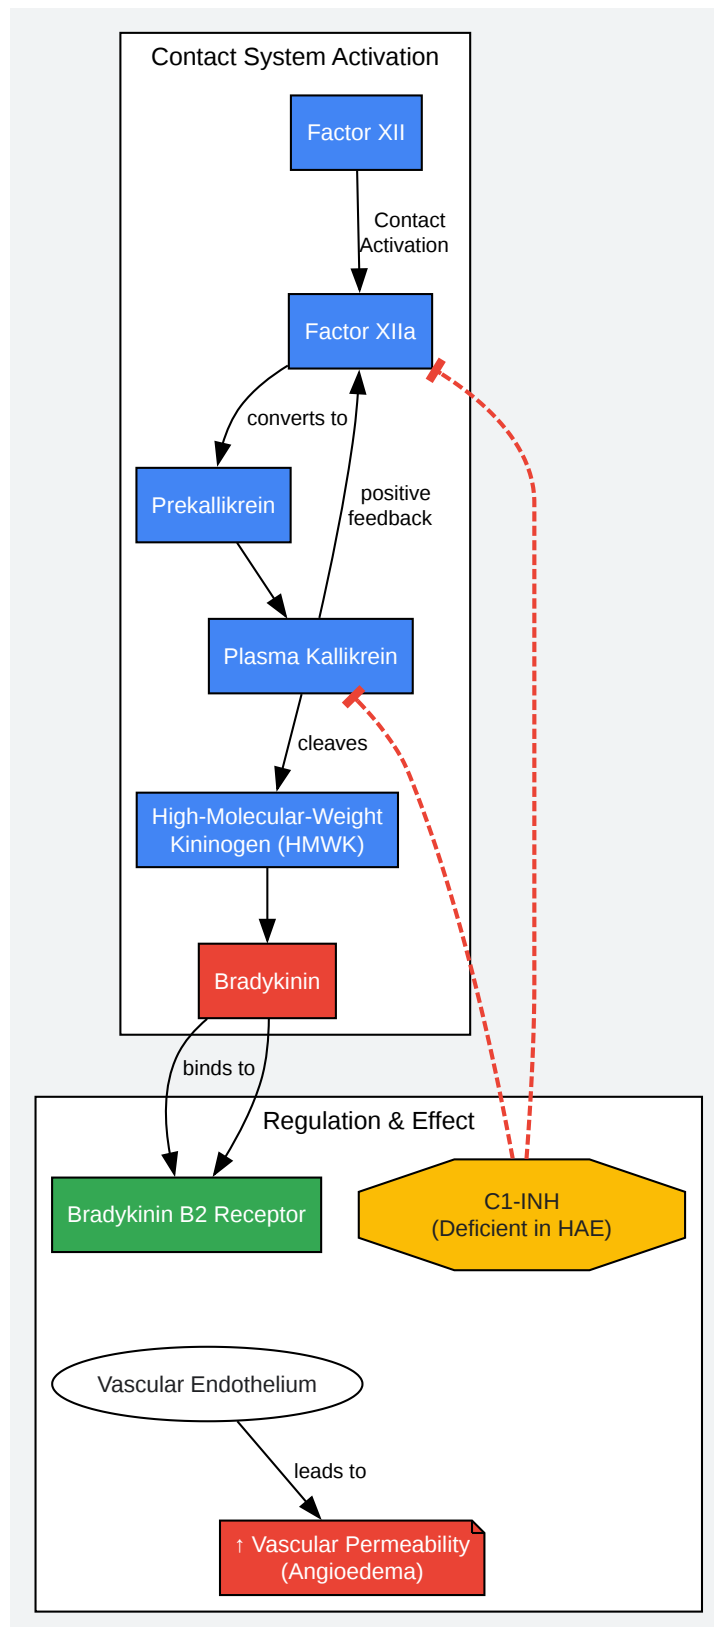 Contact System Activation
Factor XII
Contact
Activation
Factor XIIa
converts to
Prekallikrein
positive
feedback
Plasma Kallikrein
cleaves
High-Molecular-Weight
Kininogen (HMWK)
Bradykinin
binds to
Regulation & Effect
Bradykinin B2 Receptor
C1-INH
(Deficient in HAE)
Vascular Endothelium
leads to
↑ Vascular Permeability
(Angioedema)